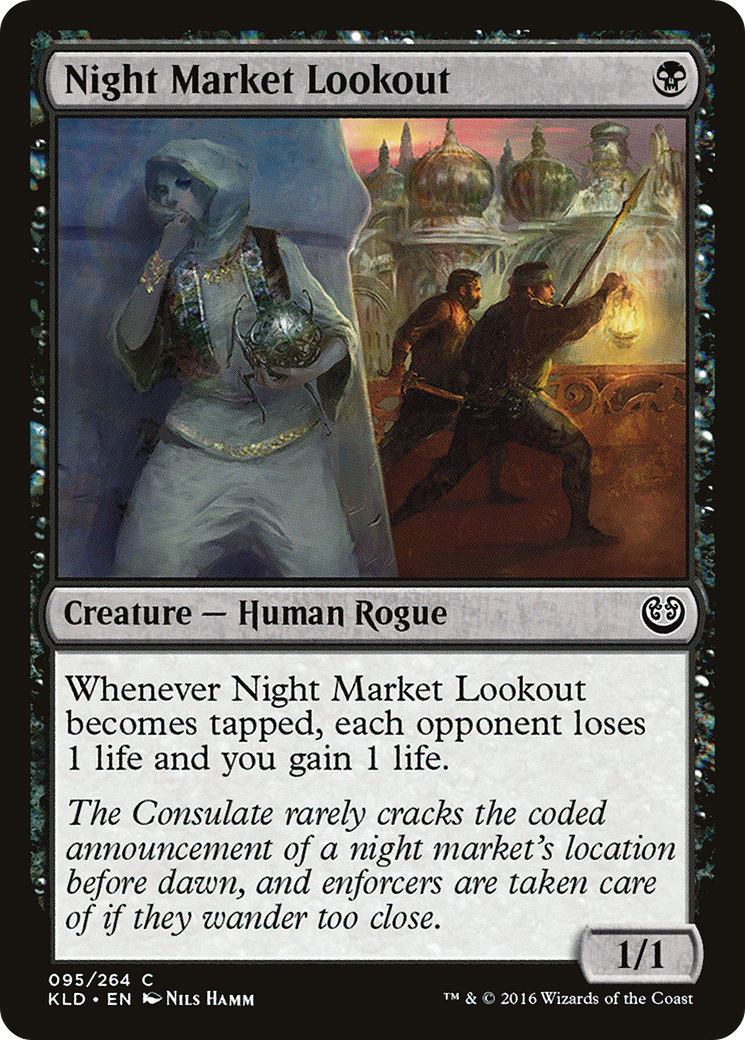 Night Market Lookout
Creature — Human Rogue
Whenever Night Market Lookout
becomes tapped, each opponent loses
1 life and you gain 1 life.
The Consulate rarely cracks the coded
announcement of a night market's location
before dawn, and enforcers are taken care
of if they wander too close.
1/1
095/264 C
KLD • EN Nils Hamm
™ & © 2016 Wizards of the Coast